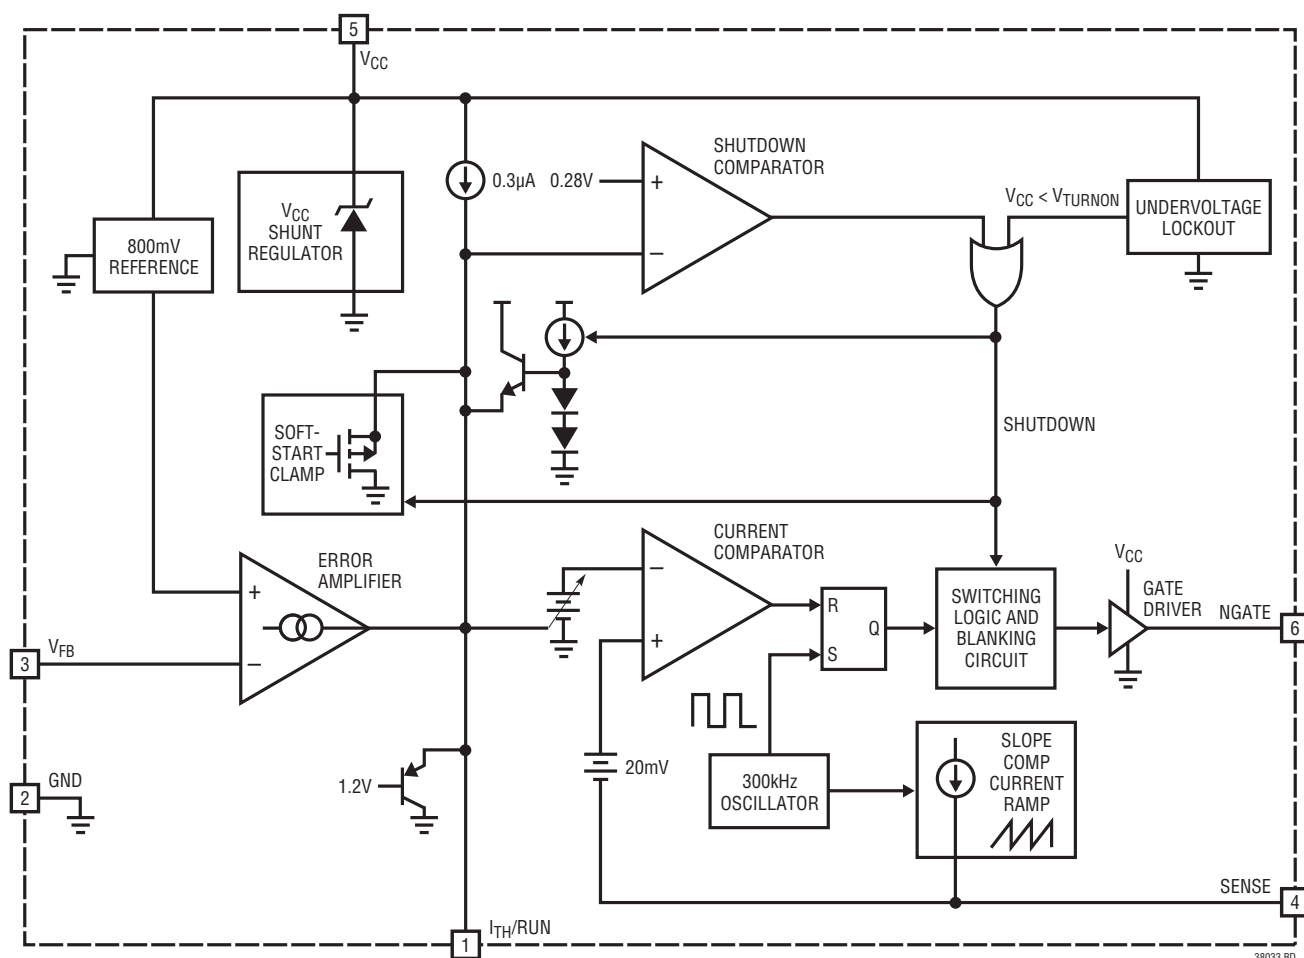 5
VCC
SHUTDOWN
COMPARATOR
0.3µA
0.28V
+
–
VCC < VTURNON
UNDERVOLTAGE
LOCKOUT
VCC
SHUNT
REGULATOR
800mV
REFERENCE
SOFT-
START
CLAMP
SHUTDOWN
ERROR
AMPLIFIER
+
–
CURRENT
COMPARATOR
–
+
R
S
Q
SWITCHING
LOGIC AND
BLANKING
CIRCUIT
VCC
GATE
DRIVER
NGATE
6
3
VFB
2
GND
1.2V
20mV
300kHz
OSCILLATOR
SLOPE
COMP
CURRENT
RAMP
SENSE
4
1
ITH/RUN